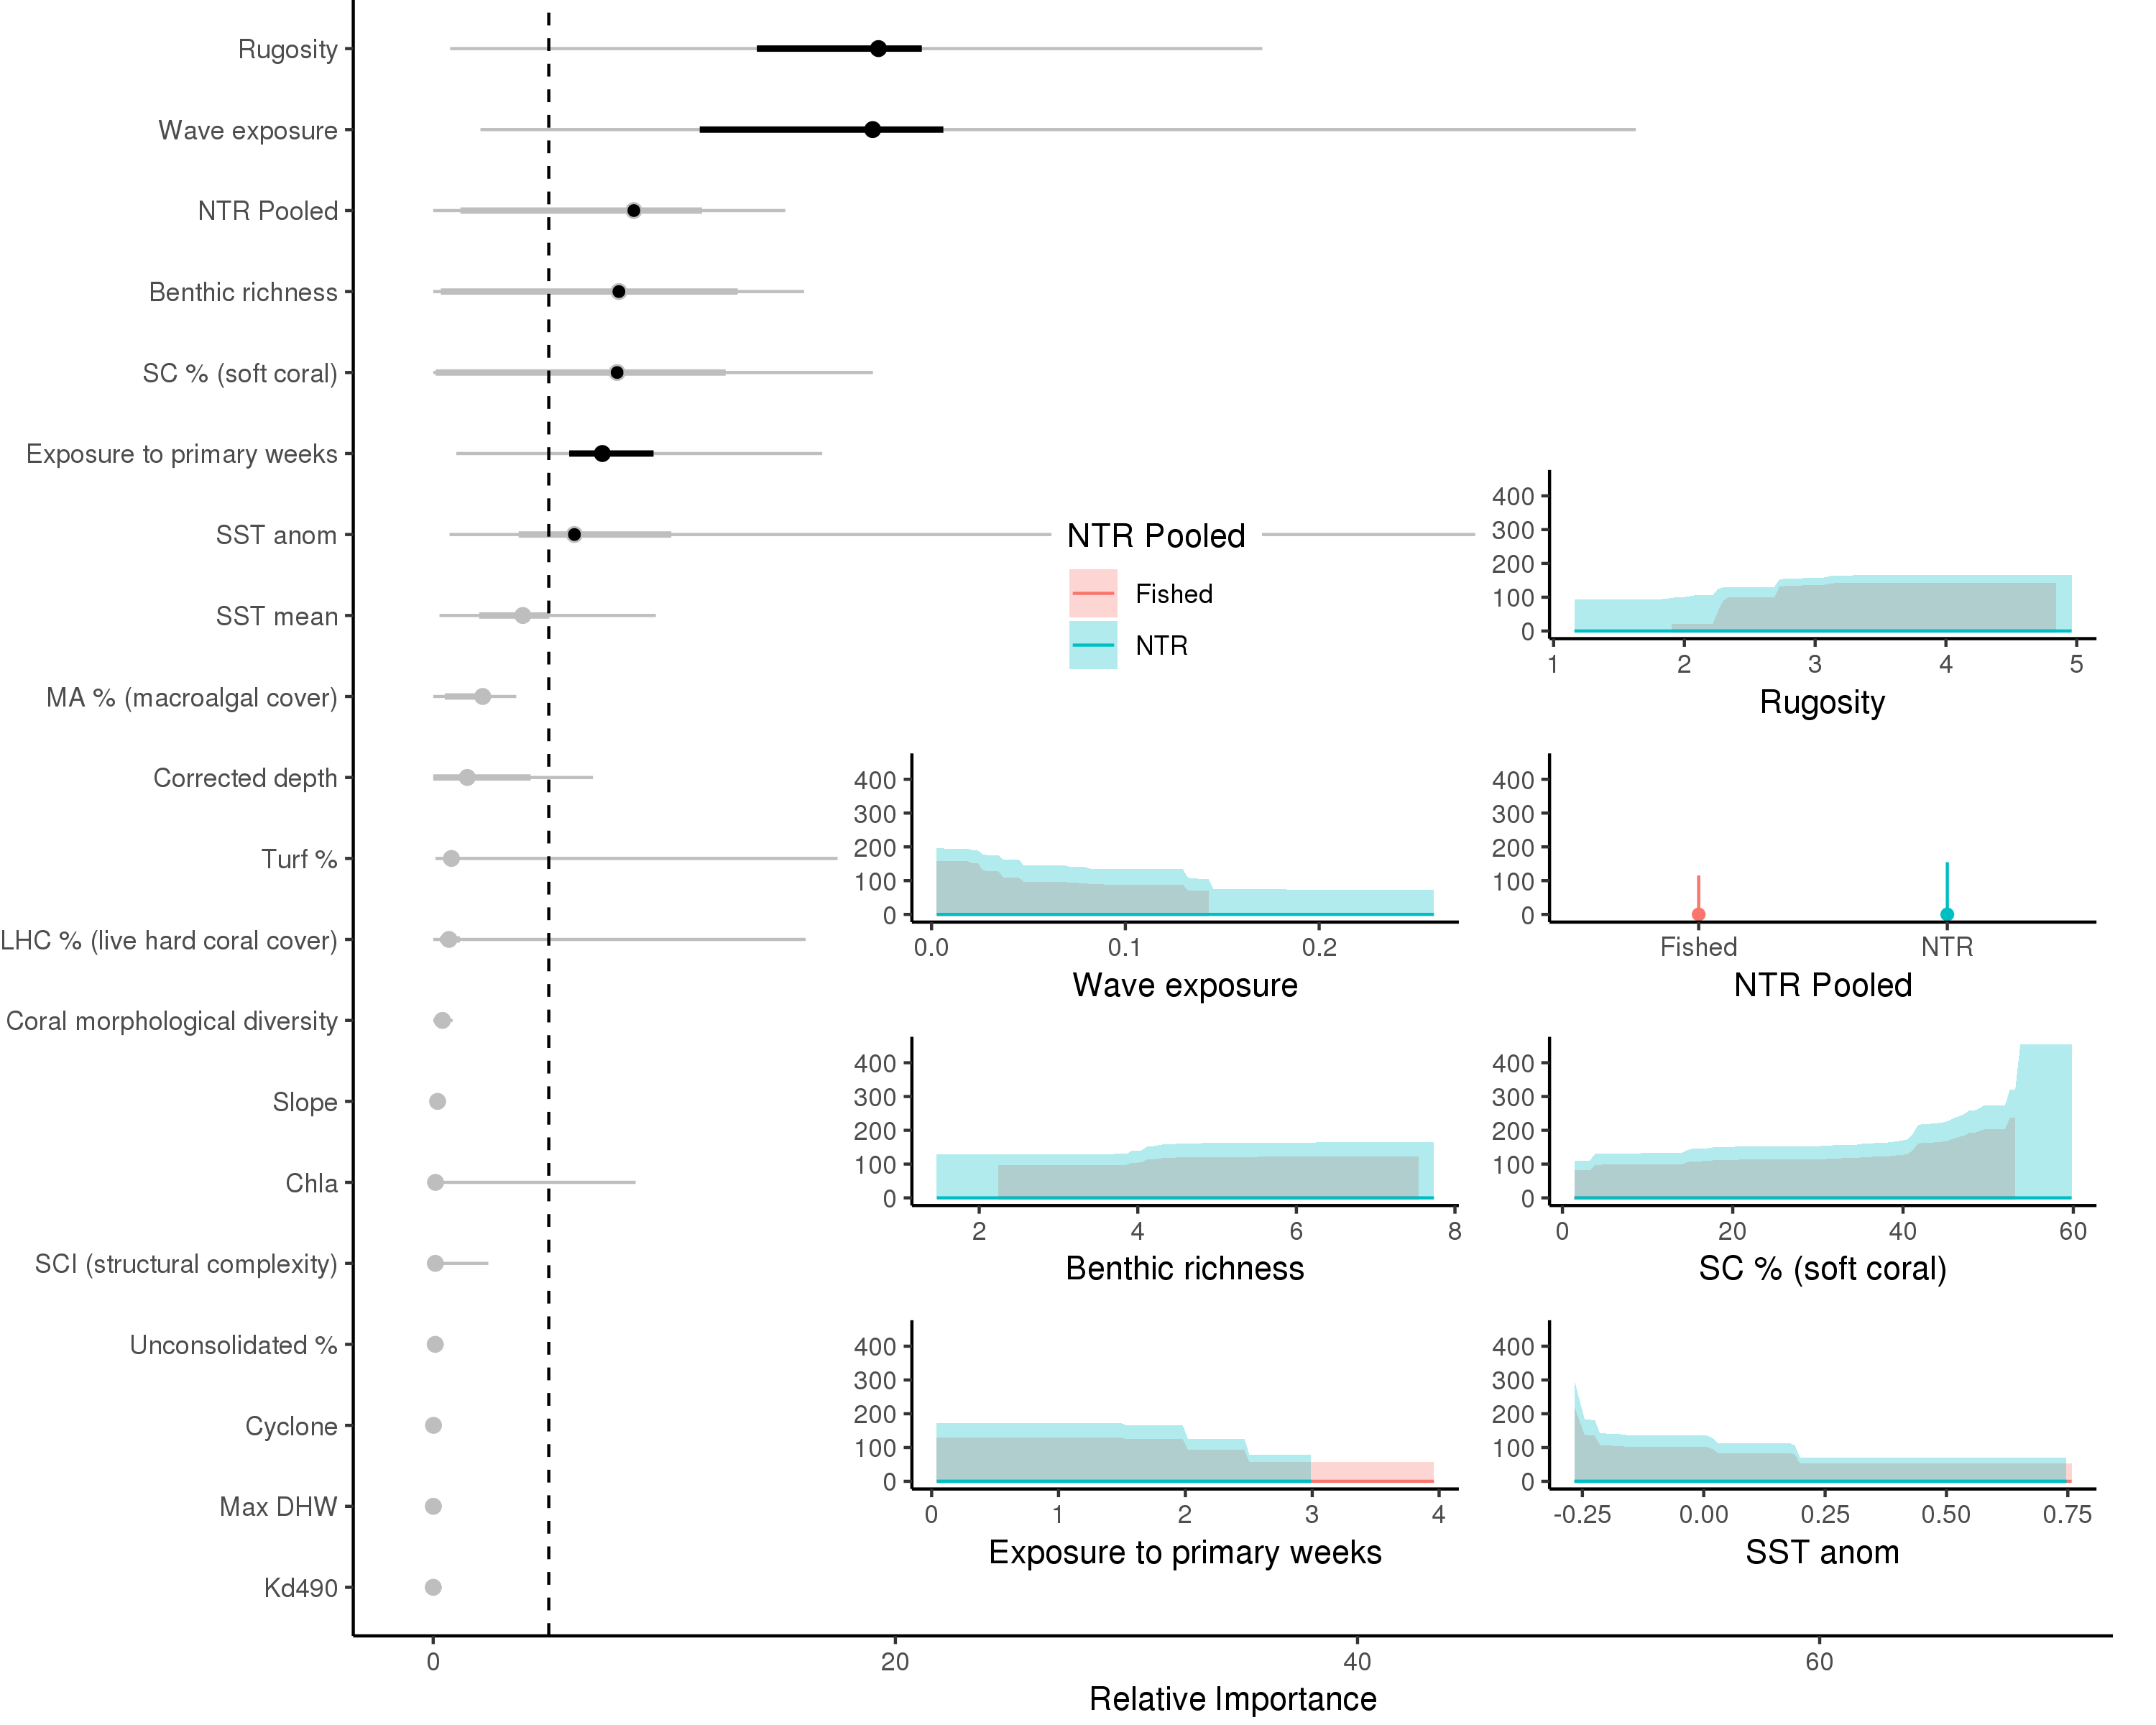 Rugosity
Wave exposure
NTR Pooled
Benthic richness
SC % (soft coral)
Exposure to primary weeks
SST anom
SST mean
MA % (macroalgal cover)
Corrected depth
Turf %
LHC % (live hard coral cover)
Coral morphological diversity
Slope
Chla
SCI (structural complexity)
Unconsolidated %
Cyclone
Max DHW
Kd490
0 20 40 60
Relative Importance
NTR Pooled
Fished
NTR
400
300
200
100
0
1 2 3 4 5
Rugosity
400
300
200
100
0
0.0 0.1 0.2
Wave exposure
400
300
200
100
0
Fished NTR
NTR Pooled
400
300
200
100
0
2 4 6 8
Benthic richness
400
300
200
100
0
0 20 40 60
SC % (soft coral)
400
300
200
100
0
0 1 2 3 4
Exposure to primary weeks
400
300
200
100
0
-0.25 0.00 0.25 0.50 0.75
SST anom